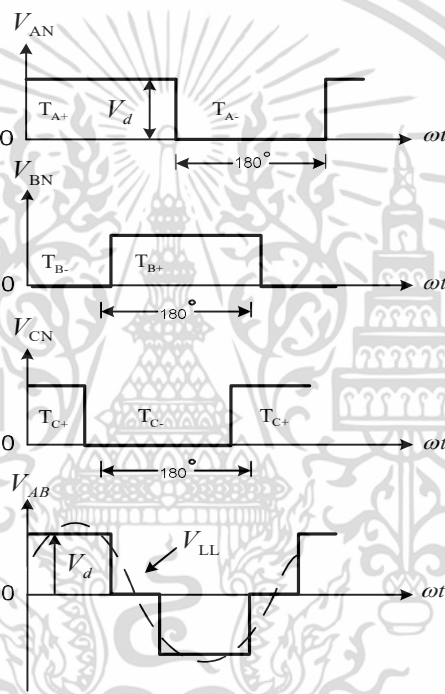 V_AN
T_A+ V_d T_A-
0 ωt
180°
V_BN
T_B- T_B+
0 ωt
180°
V_CN
T_C+ T_C- T_C+
0 ωt
180°
V_AB
V_d V_LL
0 ωt